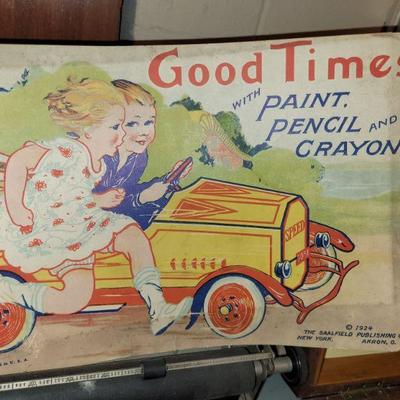 Good Times
WITH PAINT,
PENCIL AND
CRAYON
SPEED
© 1924
THE SAALFIELD PUBLISHING
NEW YORK. AKRON, O.
U. S. A.